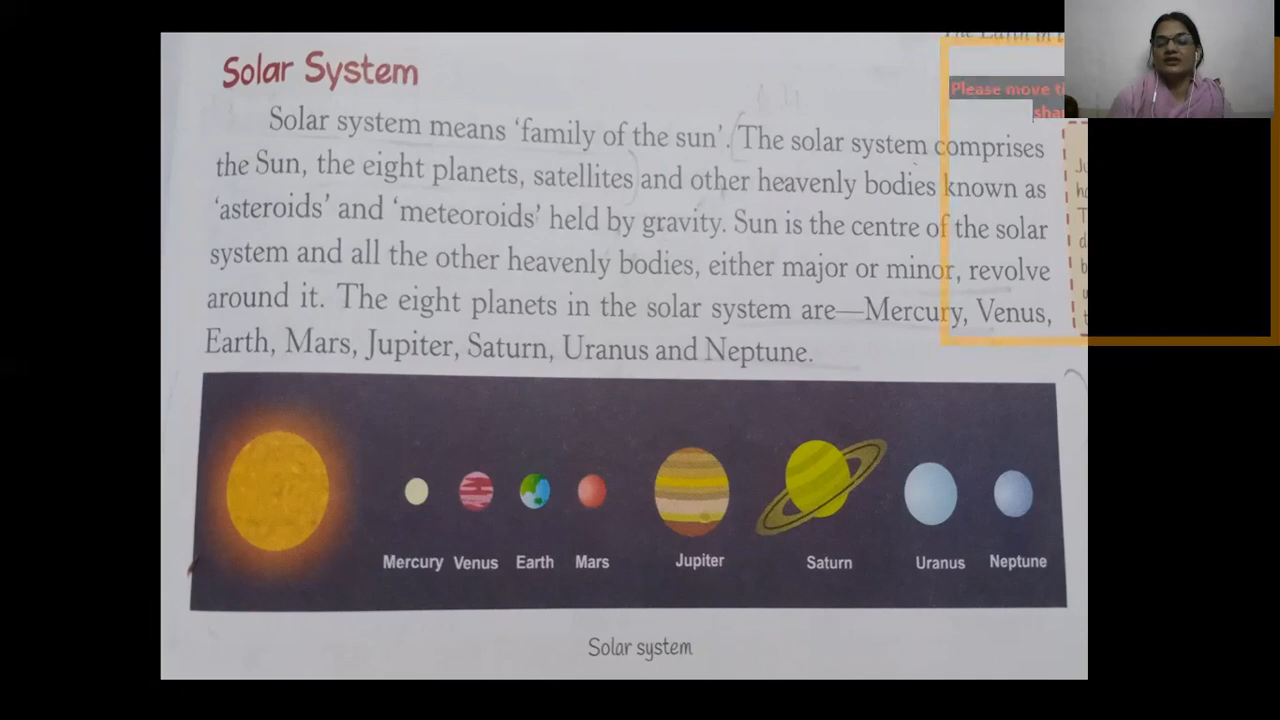 Solar System
Solar system means 'family of the sun'. The solar system comprises
the Sun, the eight planets, satellites and other heavenly bodies known as
'asteroids' and 'meteoroids' held by gravity. Sun is the centre of the solar
system and all the other heavenly bodies, either major or minor, revolve
around it. The eight planets in the solar system are—Mercury, Venus,
Earth, Mars, Jupiter, Saturn, Uranus and Neptune.
Please move
Mercury Venus Earth Mars Jupiter Saturn Uranus Neptune
Solar system